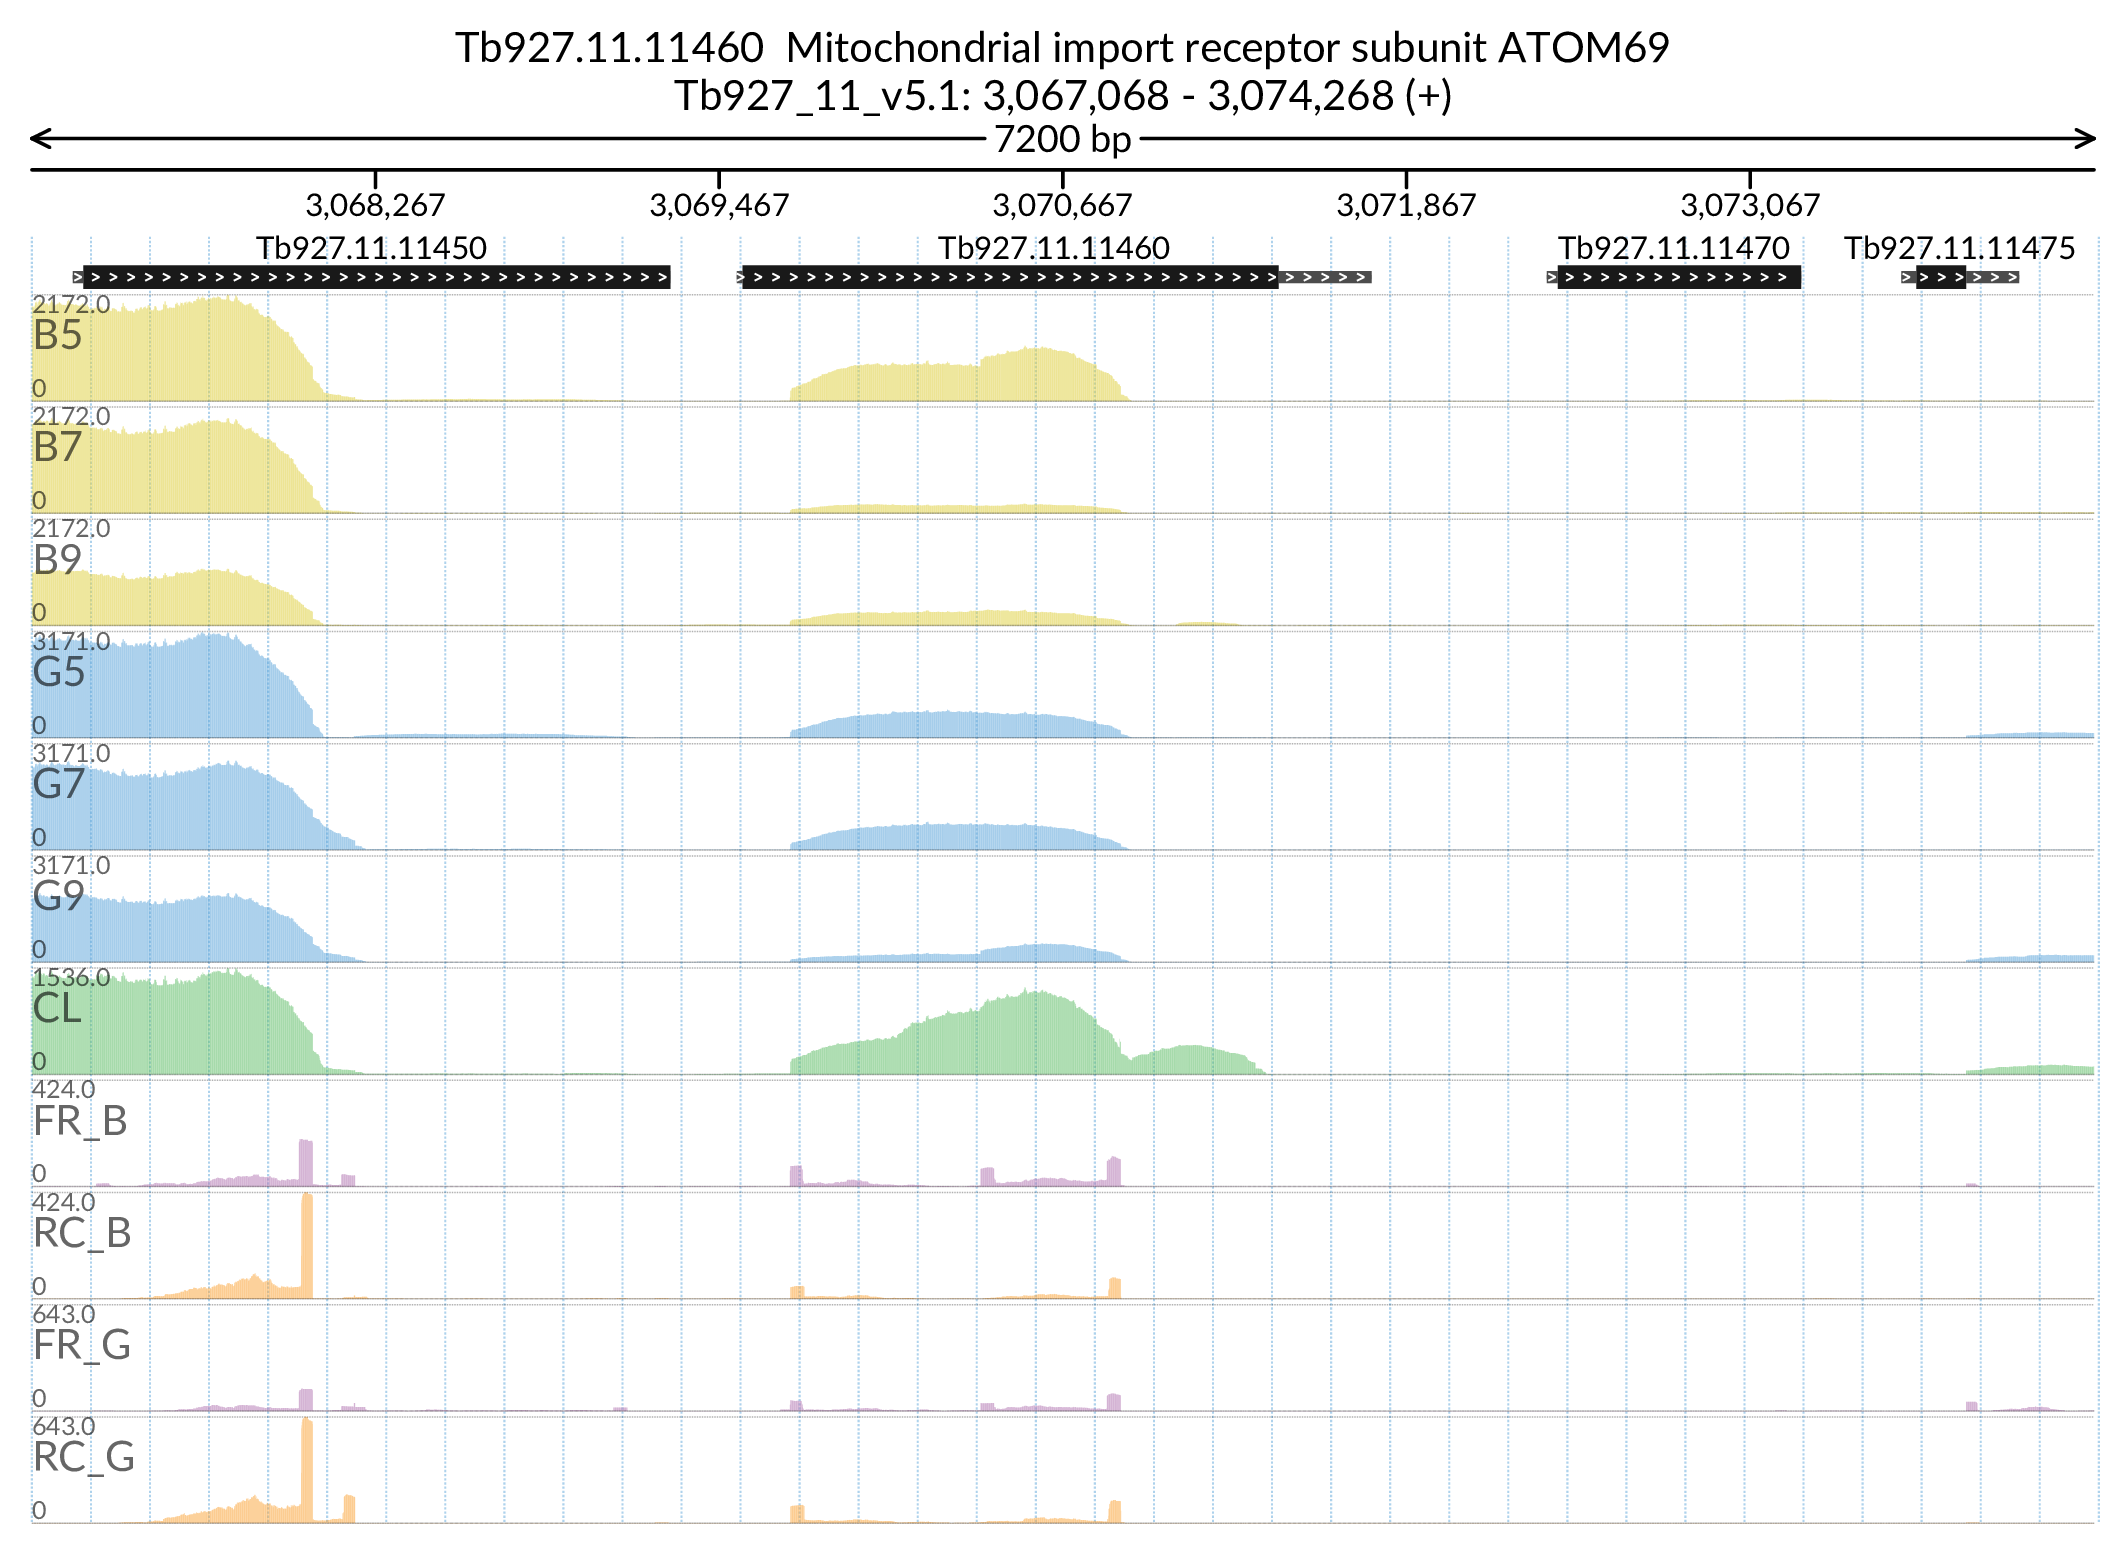 Tb927.11.11460  Mitochondrial import receptor subunit ATOM69
Tb927_11_v5.1: 3,067,068 - 3,074,268 (+)
7200 bp
3,068,267 3,069,467 3,070,667 3,071,867 3,073,067
Tb927.11.11450 Tb927.11.11460 Tb927.11.11470 Tb927.11.11475
2172.0
B5
0
2172.0
B7
0
2172.0
B9
0
3171.0
G5
0
3171.0
G7
0
3171.0
G9
0
1536.0
CL
0
424.0
FR_B
0
424.0
RC_B
0
643.0
FR_G
0
643.0
RC_G
0